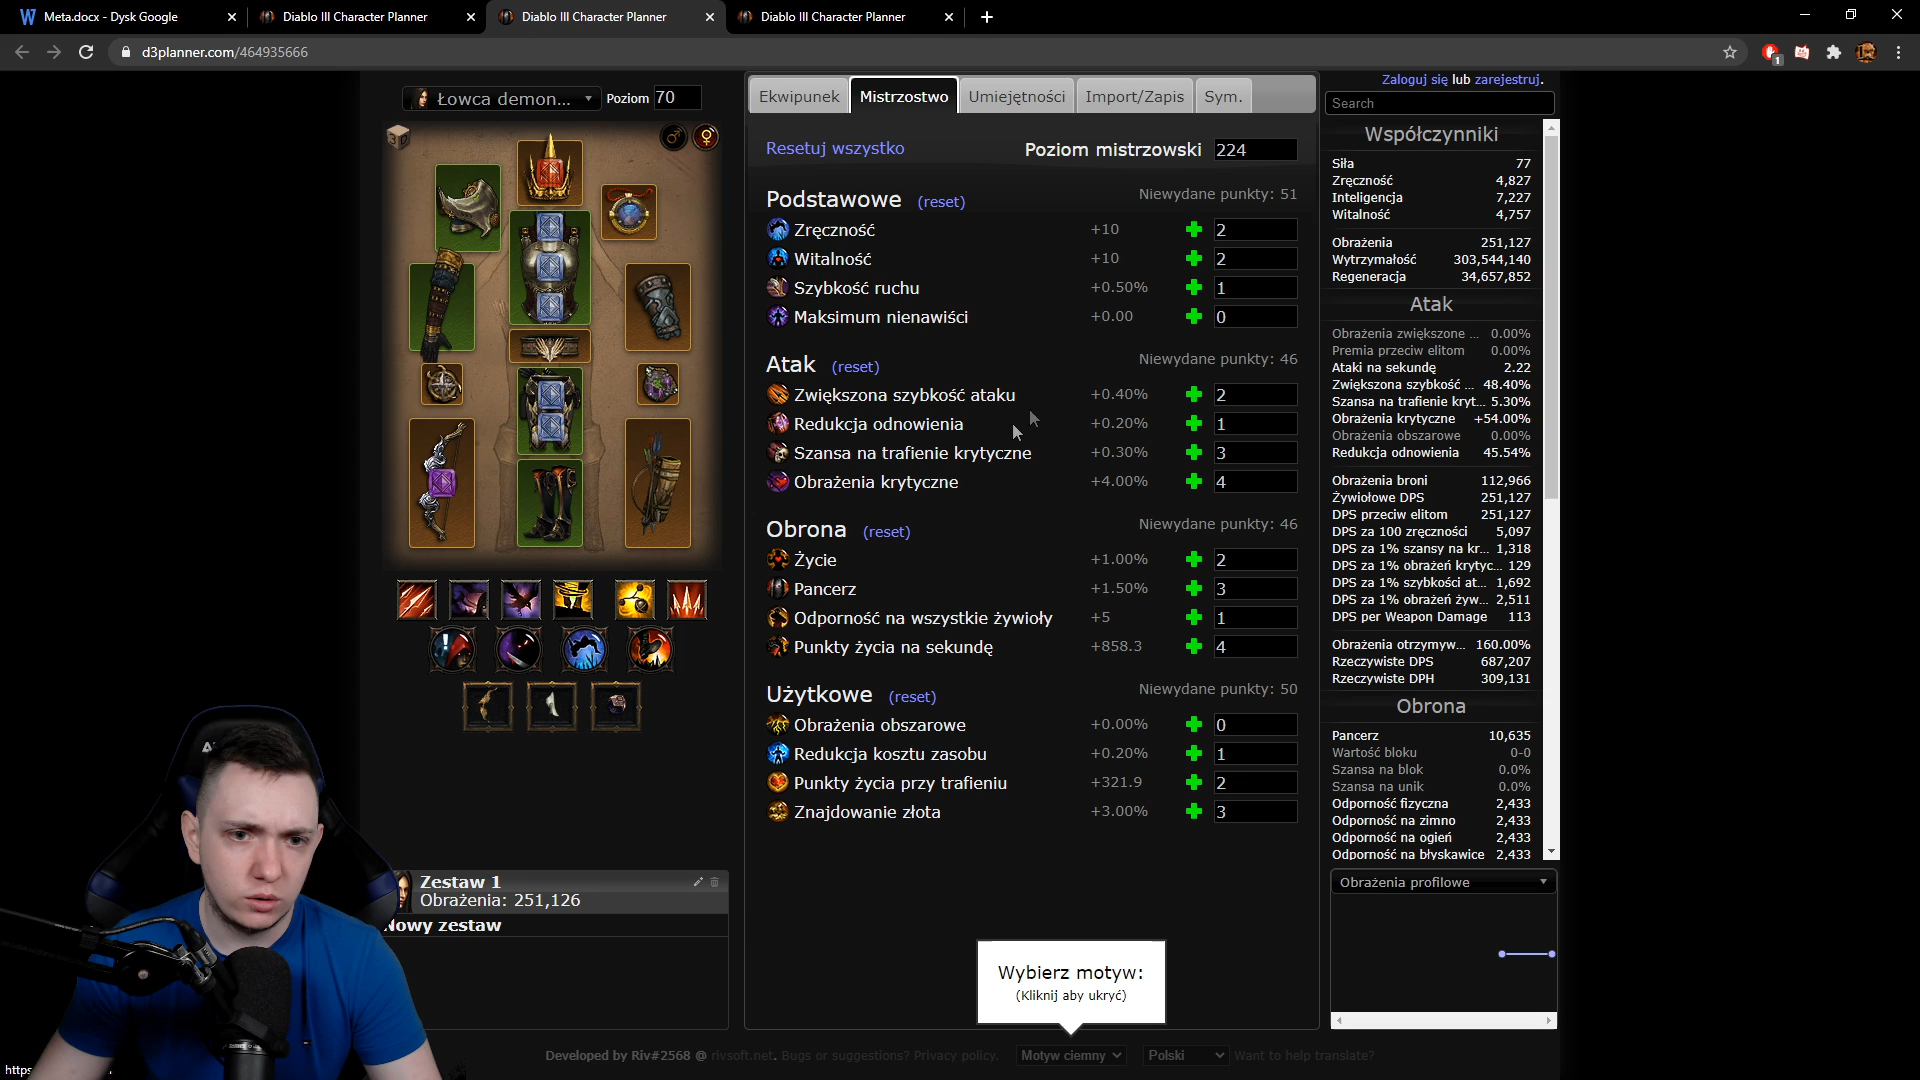 Meta.docx - Dysk Google
Diablo III Character Planner
Diablo III Character Planner
Diablo III Character Planner
d3planner.com/464935666
1
Łowca demon...
Poziom 70
3D
Ekwipunek
Mistrzostwo
Umiejętności
Import/Zapis
Sym.
Resetuj wszystko
Poziom mistrzowski 224
Podstawowe (reset) Niewydane punkty: 51
Zręczność +10 2
Witalność +10 2
Szybkość ruchu +0.50% 1
Maksimum nienawiści +0.00 0
Atak (reset) Niewydane punkty: 46
Zwiększona szybkość ataku +0.40% 2
Redukcja odnowienia +0.20% 1
Szansa na trafienie krytyczne +0.30% 3
Obrażenia krytyczne +4.00% 4
Obrona (reset) Niewydane punkty: 46
Życie +1.00% 2
Pancerz +1.50% 3
Odporność na wszystkie żywioły +5 1
Punkty życia na sekundę +858.3 4
Użytkowe (reset) Niewydane punkty: 50
Obrażenia obszarowe +0.00% 0
Redukcja kosztu zasobu +0.20% 1
Punkty życia przy trafieniu +321.9 2
Znajdowanie złota +3.00% 3
Zaloguj się lub zarejestruj.
Search
Współczynniki
Siła 77
Zręczność 4,827
Inteligencja 7,227
Witalność 4,757
Obrażenia 251,127
Wytrzymałość 303,544,140
Regeneracja 34,657,852
Atak
Obrażenia zwiększone ... 0.00%
Premia przeciw elitom 0.00%
Ataki na sekundę 2.22
Zwiększona szybkość ... 48.40%
Szansa na trafienie kryt... 5.30%
Obrażenia krytyczne +54.00%
Obrażenia obszarowe 0.00%
Redukcja odnowienia 45.54%
Obrażenia broni 112,966
Żywiołowe DPS 251,127
DPS przeciw elitom 251,127
DPS za 100 zręczności 5,097
DPS za 1% szansy na kr... 1,318
DPS za 1% obrażeń krytyc... 129
DPS za 1% szybkości at... 1,692
DPS za 1% obrażeń żyw... 2,511
DPS per Weapon Damage 113
Obrażenia otrzymyw... 160.00%
Rzeczywiste DPS 687,207
Rzeczywiste DPH 309,131
Obrona
Pancerz 10,635
Wartość bloku 0-0
Szansa na blok 0.0%
Szansa na unik 0.0%
Odporność fizyczna 2,433
Odporność na zimno 2,433
Odporność na ogień 2,433
Odporność na błyskawice 2,433
Obrażenia profilowe
Zestaw 1
Obrażenia: 251,126
Nowy zestaw
Wybierz motyw:
(Kliknij aby ukryć)
Developed by Riv#2568 @ rivsoft.net. Bugs or suggestions? Privacy policy.
Motyw ciemny
Polski
Want to help translate?
https